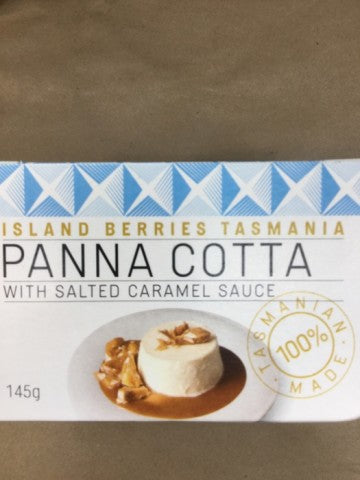 ISLAND BERRIES TASMANIA
PANNA COTTA
WITH SALTED CARAMEL SAUCE
TASMANIAN
100%
MADE
145g